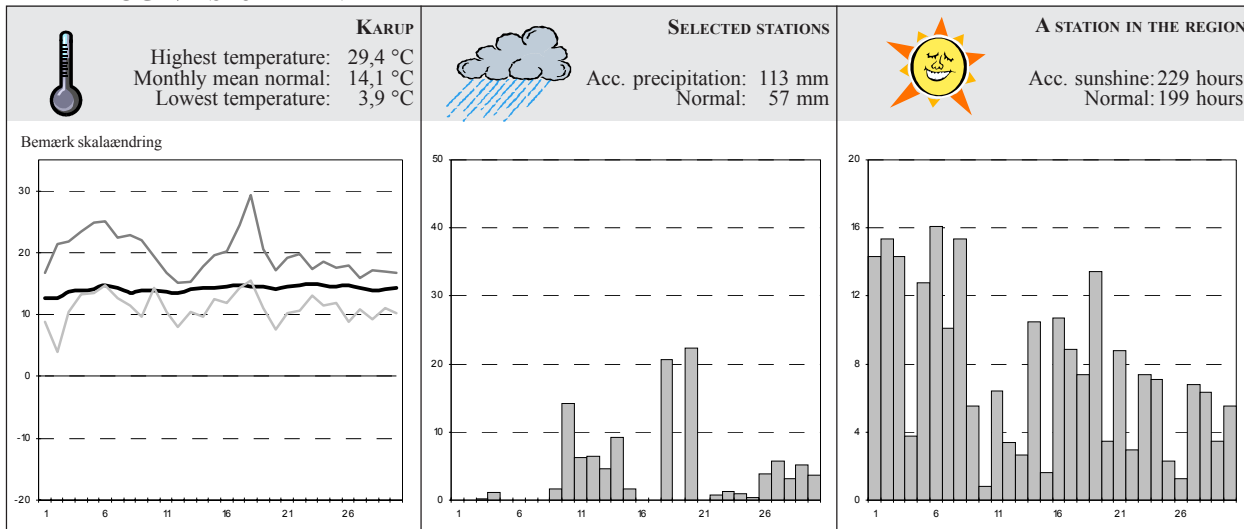 KARUP
Highest temperature: 29,4 °C
Monthly mean normal: 14,1 °C
Lowest temperature: 3,9 °C
Bemærk skalaændring
30
20
10
0
-10
-20
1 6 11 16 21 26
SELECTED STATIONS
Acc. precipitation: 113 mm
Normal: 57 mm
50
40
30
20
10
0
1 6 11 16 21 26
A STATION IN THE REGION
Acc. sunshine: 229 hours
Normal: 199 hours
20
16
12
8
4
0
1 6 11 16 21 26